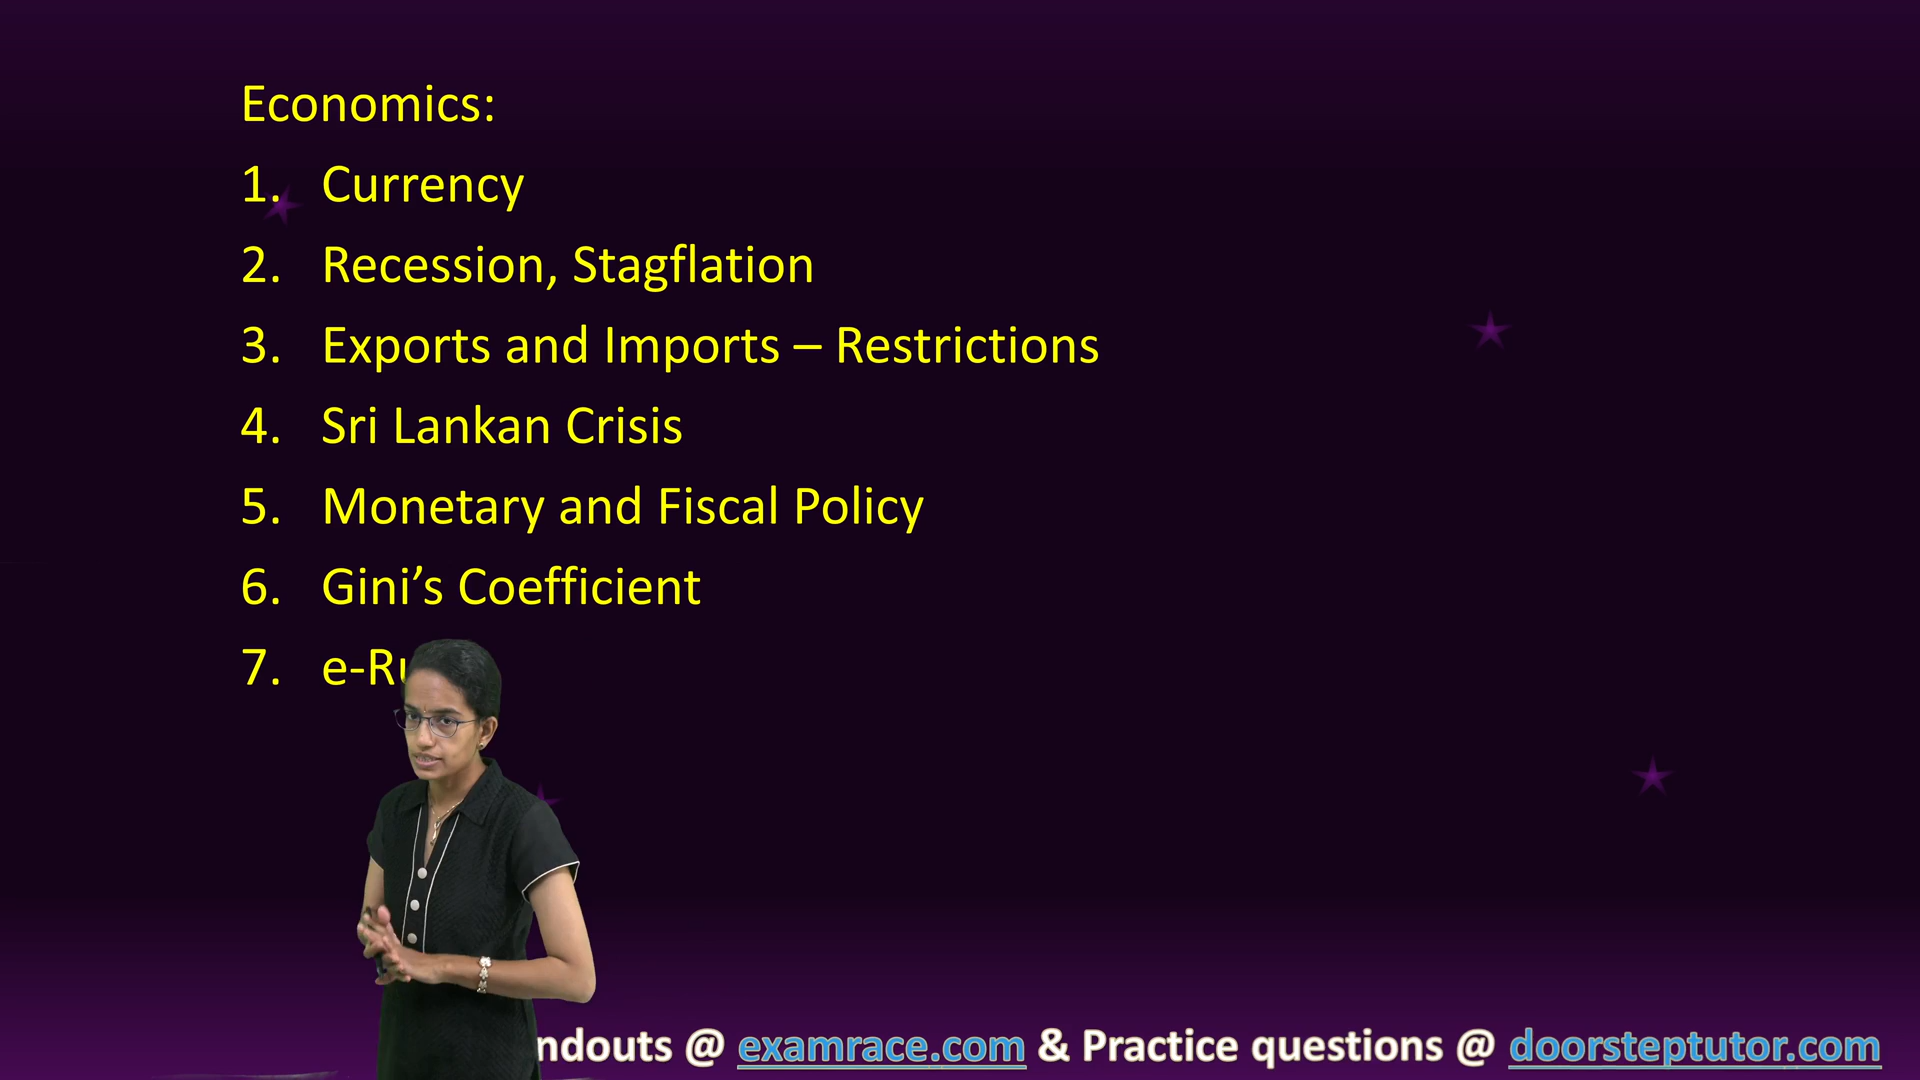 Economics:
1. Currency
2. Recession, Stagflation
3. Exports and Imports – Restrictions
4. Sri Lankan Crisis
5. Monetary and Fiscal Policy
6. Gini’s Coefficient
7.
@ examrace.com & Practice questions @ doorsteptutor.com